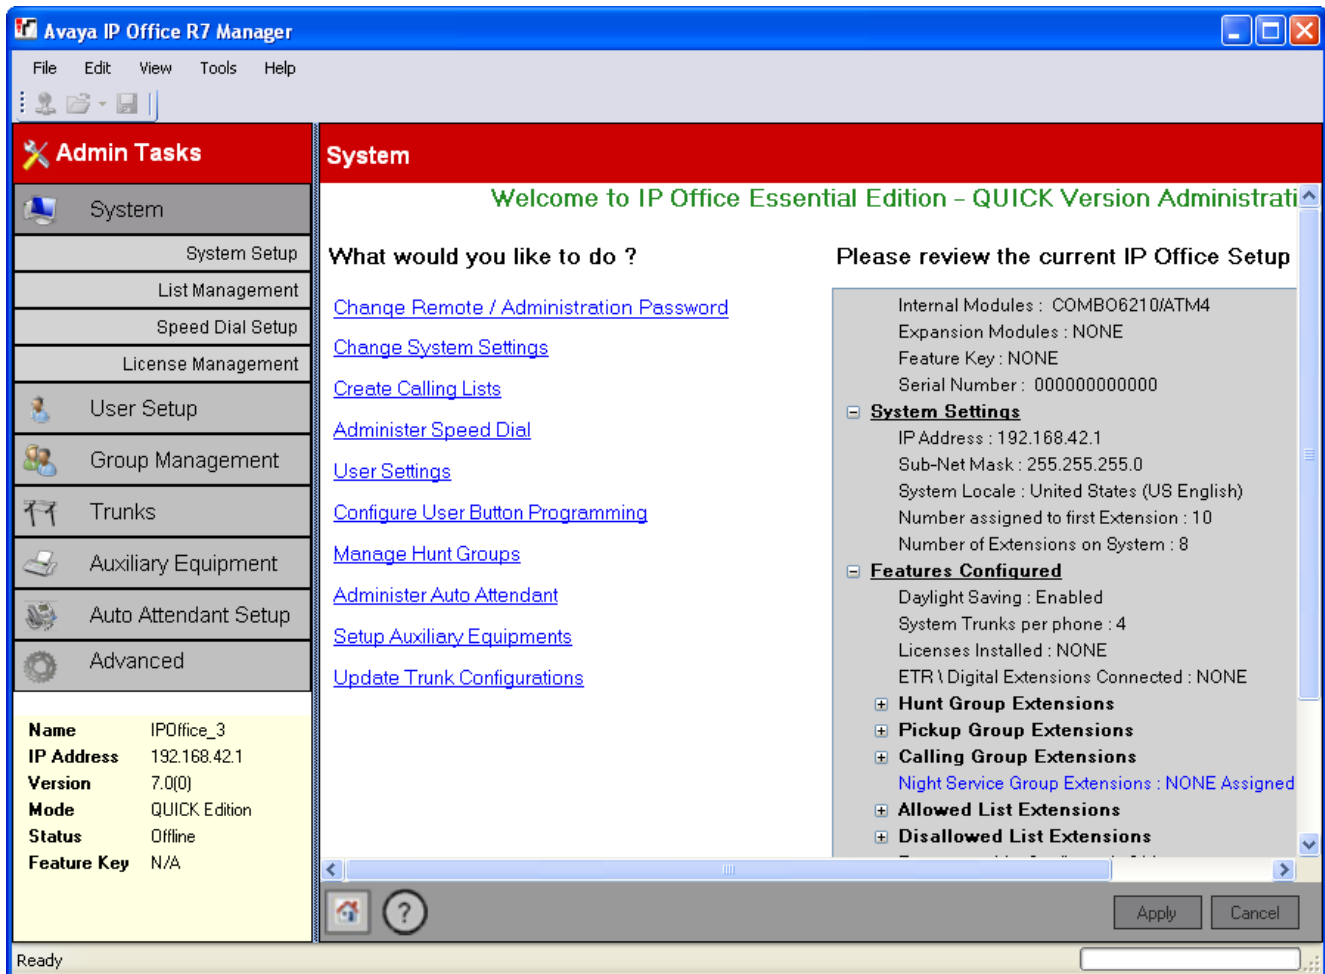 Avaya IP Office R7 Manager
File Edit View Tools Help
Admin Tasks
System
System Setup
List Management
Speed Dial Setup
License Management
User Setup
Group Management
Trunks
Auxiliary Equipment
Auto Attendant Setup
Advanced
Name IPOffice_3
IP Address 192.168.42.1
Version 7.0(0)
Mode QUICK Edition
Status Offline
Feature Key N/A
System
Welcome to IP Office Essential Edition - QUICK Version Administrati
What would you like to do ?
Change Remote / Administration Password
Change System Settings
Create Calling Lists
Administer Speed Dial
User Settings
Configure User Button Programming
Manage Hunt Groups
Administer Auto Attendant
Setup Auxiliary Equipments
Update Trunk Configurations
Please review the current IP Office Setup
Internal Modules : COMBO6210/ATM4
Expansion Modules : NONE
Feature Key : NONE
Serial Number : 000000000000
System Settings
IP Address : 192.168.42.1
Sub-Net Mask : 255.255.255.0
System Locale : United States (US English)
Number assigned to first Extension : 10
Number of Extensions on System : 8
Features Configured
Daylight Saving : Enabled
System Trunks per phone : 4
Licenses Installed : NONE
ETR \ Digital Extensions Connected : NONE
Hunt Group Extensions
Pickup Group Extensions
Calling Group Extensions
Night Service Group Extensions : NONE Assigned
Allowed List Extensions
Disallowed List Extensions
?
Apply Cancel
Ready